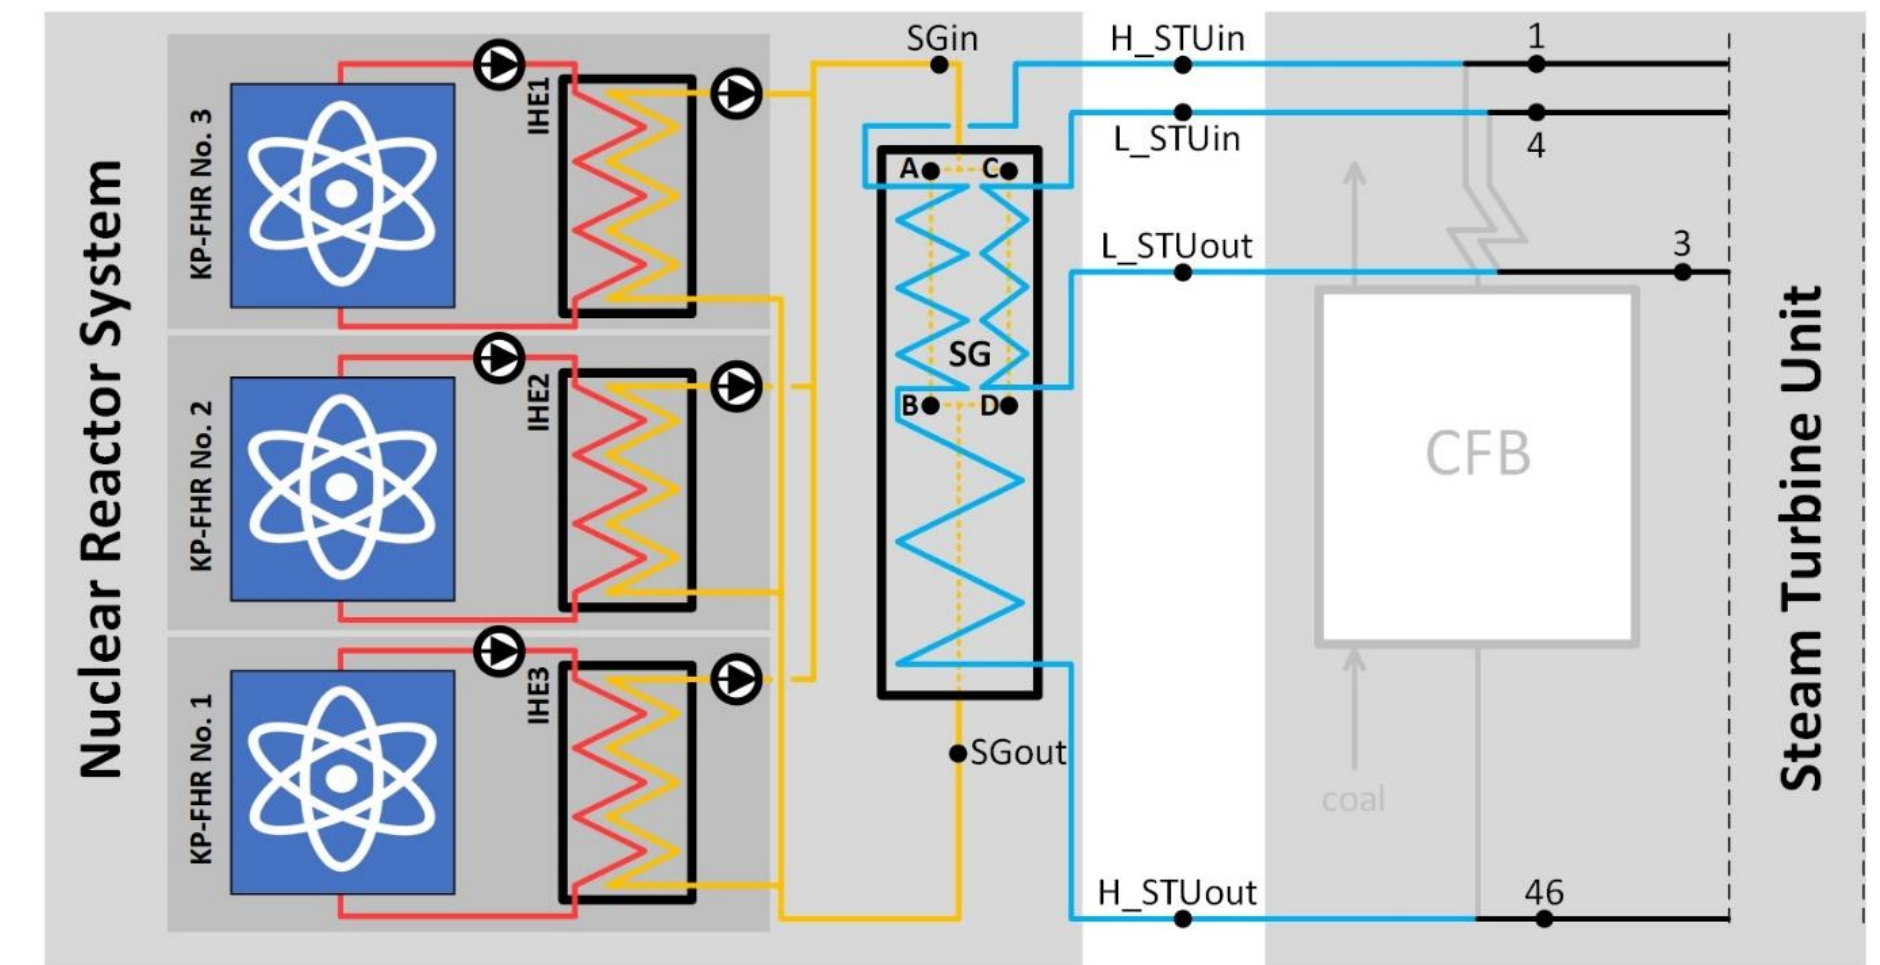 Nuclear Reactor System
KP-FHR No. 3
IHE1
KP-FHR No. 2
IHE2
KP-FHR No. 1
IHE3
SGin
A
C
SG
B
D
SGout
H_STUin
L_STUin
L_STUout
H_STUout
1
4
3
CFB
coal
46
Steam Turbine Unit